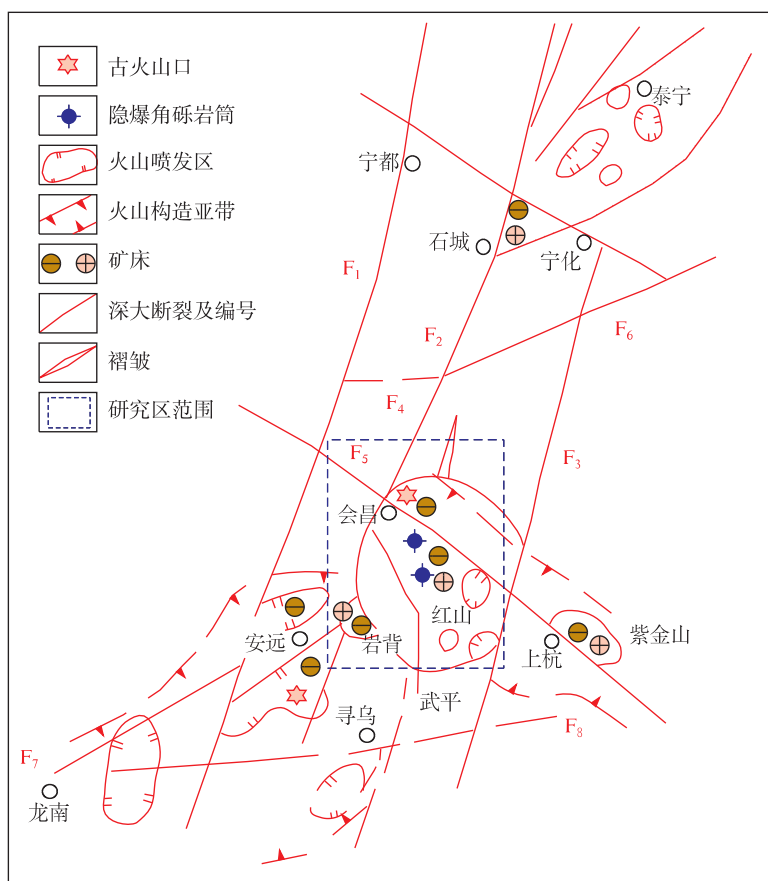 古火山口
隐爆角砾岩筒
火山喷发区
火山构造亚带
矿床
深大断裂及编号
褶皱
研究区范围
泰宁
宁都
石城
宁化
F1
F2
F6
F4
F5
F3
会昌
红山
安远
岩背
上杭
紫金山
武平
寻乌
F8
F7
龙南